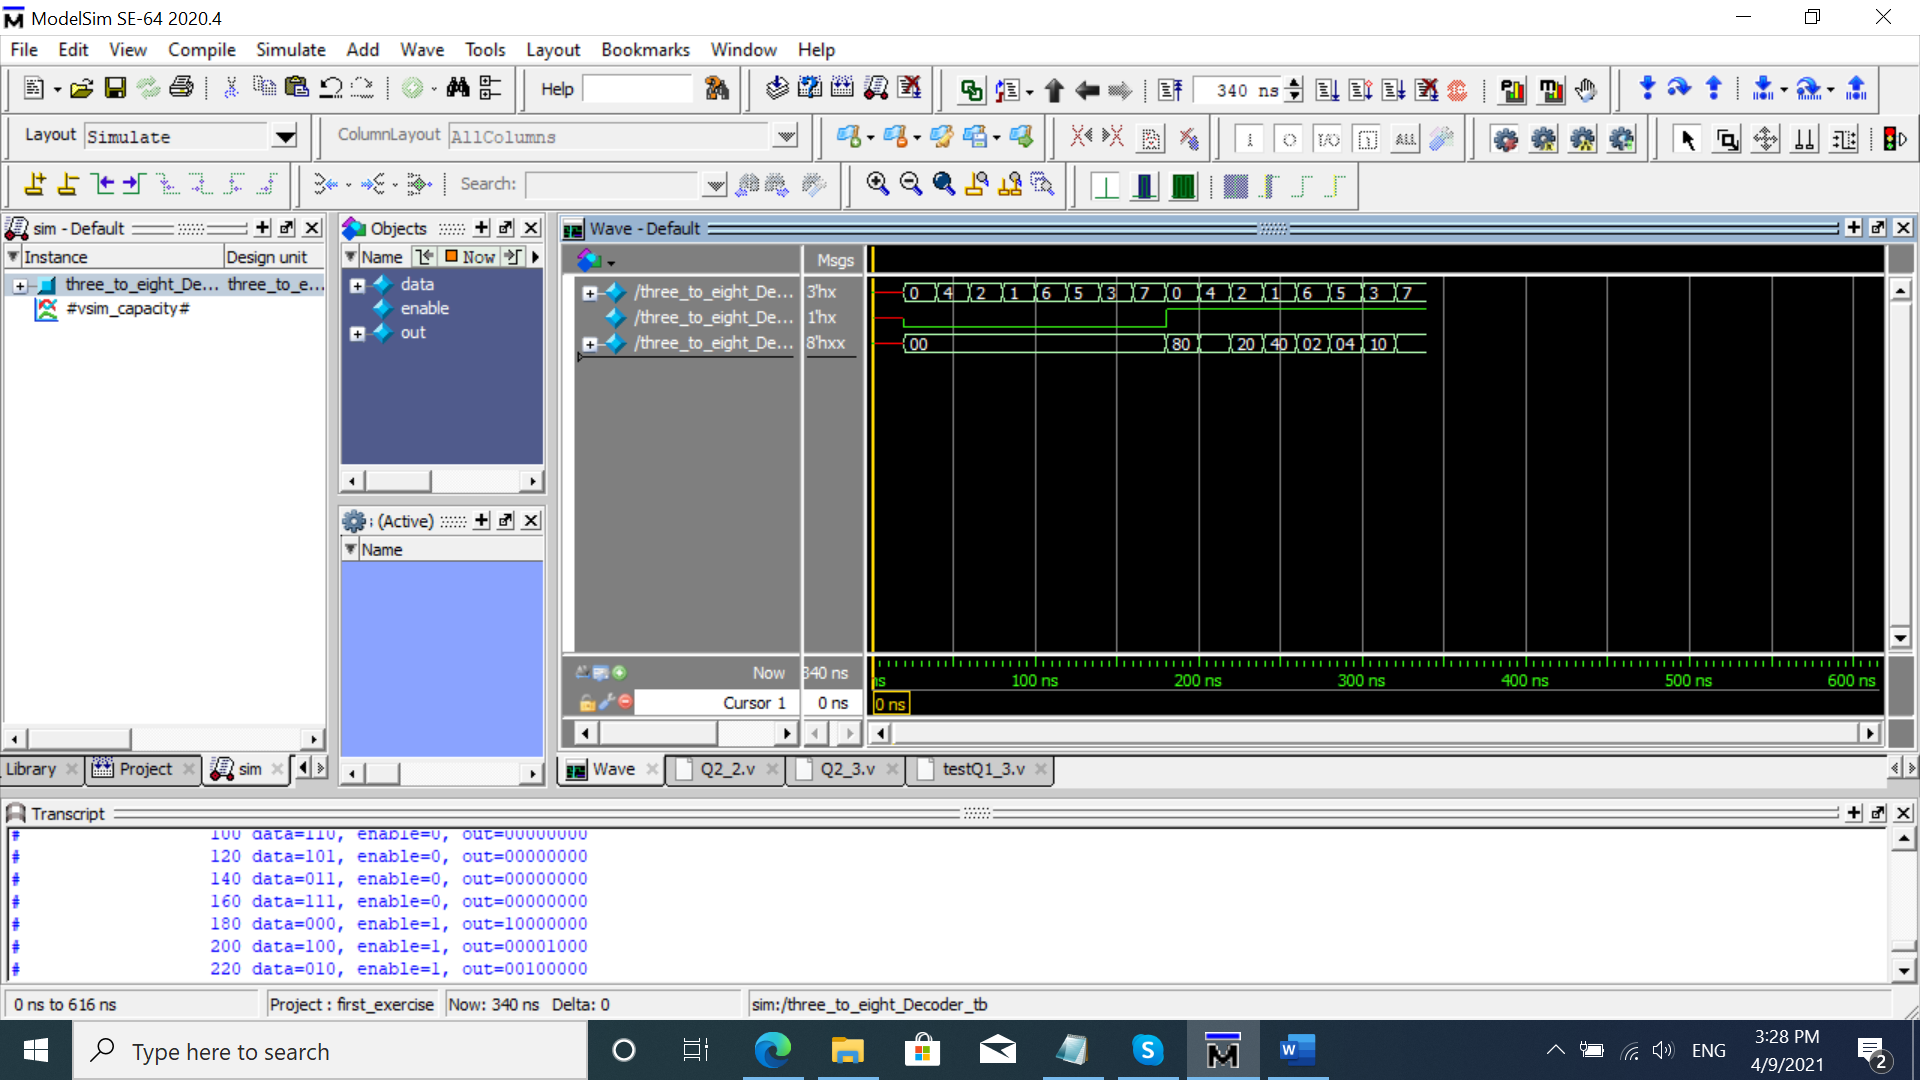 ModelSim SE-64 2020.4
File Edit View Compile Simulate Add Wave Tools Layout Bookmarks Window Help
Help
340 ns
Layout Simulate
ColumnLayout AllColumns
ALL
Search:
sim - Default
Instance Design unit
three_to_eight_De... three_to_e...
#vsim_capacity#
Objects
Name Now
data
enable
out
(Active)
Name
Wave - Default
Msgs
/three_to_eight_De... 3'hx 0 4 2 1 6 5 3 7 0 4 2 1 6 5 3 7
/three_to_eight_De... 1'hx
/three_to_eight_De... 8'hxx 00 80 20 40 02 04 10
Now 340 ns ns 100 ns 200 ns 300 ns 400 ns 500 ns 600 ns
Cursor 1 0 ns 0 ns
Library Project sim
Wave Q2_2.v Q2_3.v testQ1_3.v
Transcript
# 100 data=110, enable=0, out=00000000
# 120 data=101, enable=0, out=00000000
# 140 data=011, enable=0, out=00000000
# 160 data=111, enable=0, out=00000000
# 180 data=000, enable=1, out=10000000
# 200 data=100, enable=1, out=00001000
# 220 data=010, enable=1, out=00100000
0 ns to 616 ns Project : first_exercise Now: 340 ns Delta: 0 sim:/three_to_eight_Decoder_tb
Type here to search
ENG
3:28 PM
4/9/2021
2